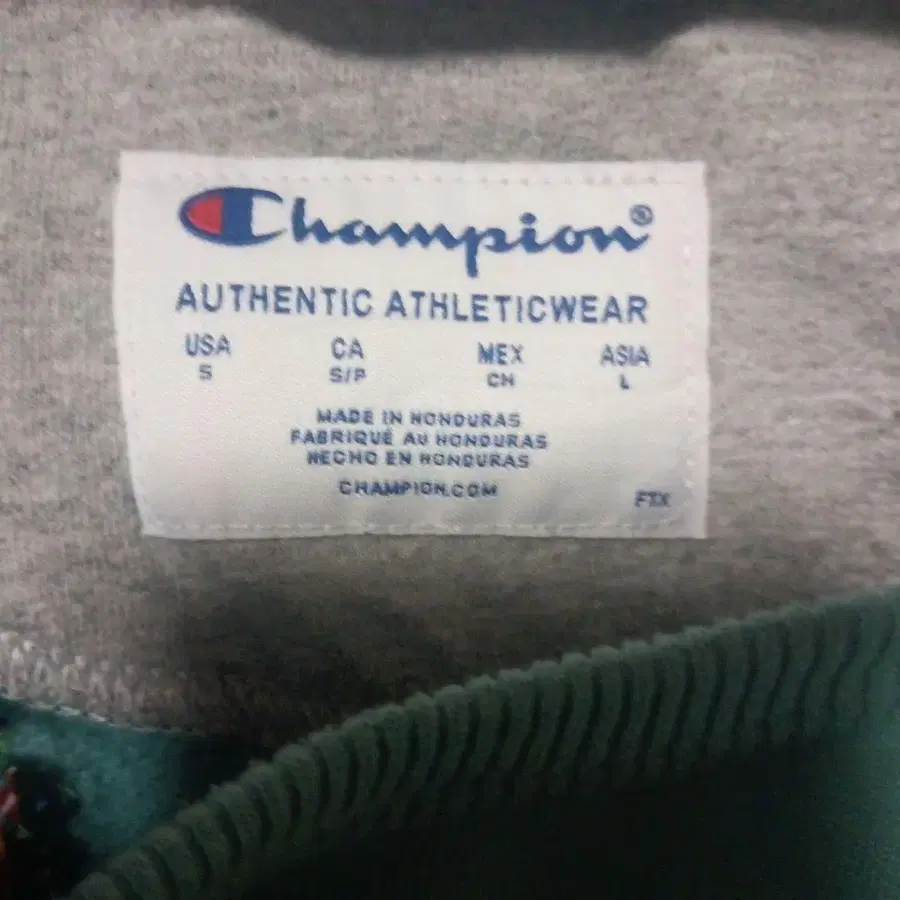 Champion®
AUTHENTIC ATHLETICWEAR
USA CA MEX ASIA
S S/P CH L
MADE IN HONDURAS
FABRIQUÉ AU HONDURAS
HECHO EN HONDURAS
CHAMPION.COM
FTX